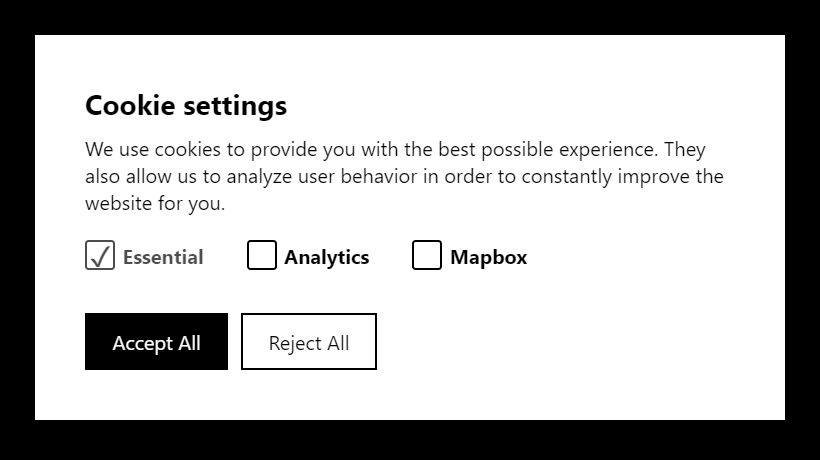 Cookie settings
We use cookies to provide you with the best possible experience. They
also allow us to analyze user behavior in order to constantly improve the
website for you.
Essential Analytics Mapbox
Accept All Reject All